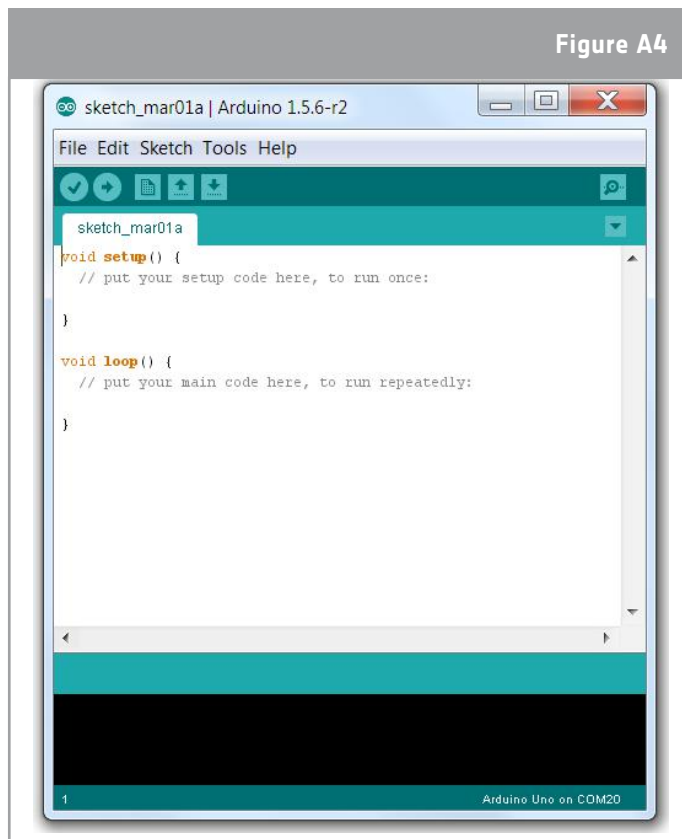 Figure A4
sketch_mar01a | Arduino 1.5.6-r2
File Edit Sketch Tools Help
sketch_mar01a
void setup() {
  // put your setup code here, to run once:
}
void loop() {
  // put your main code here, to run repeatedly:
}
1
Arduino Uno on COM20